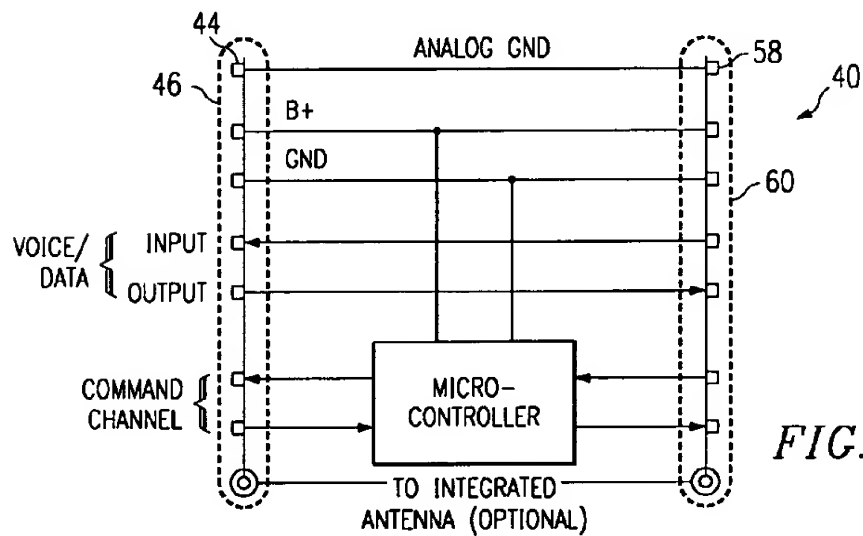 44
ANALOG GND
58
46
40
B+
GND
60
VOICE/
DATA
INPUT
OUTPUT
COMMAND
CHANNEL
MICRO-
CONTROLLER
FIG.
TO INTEGRATED
ANTENNA (OPTIONAL)